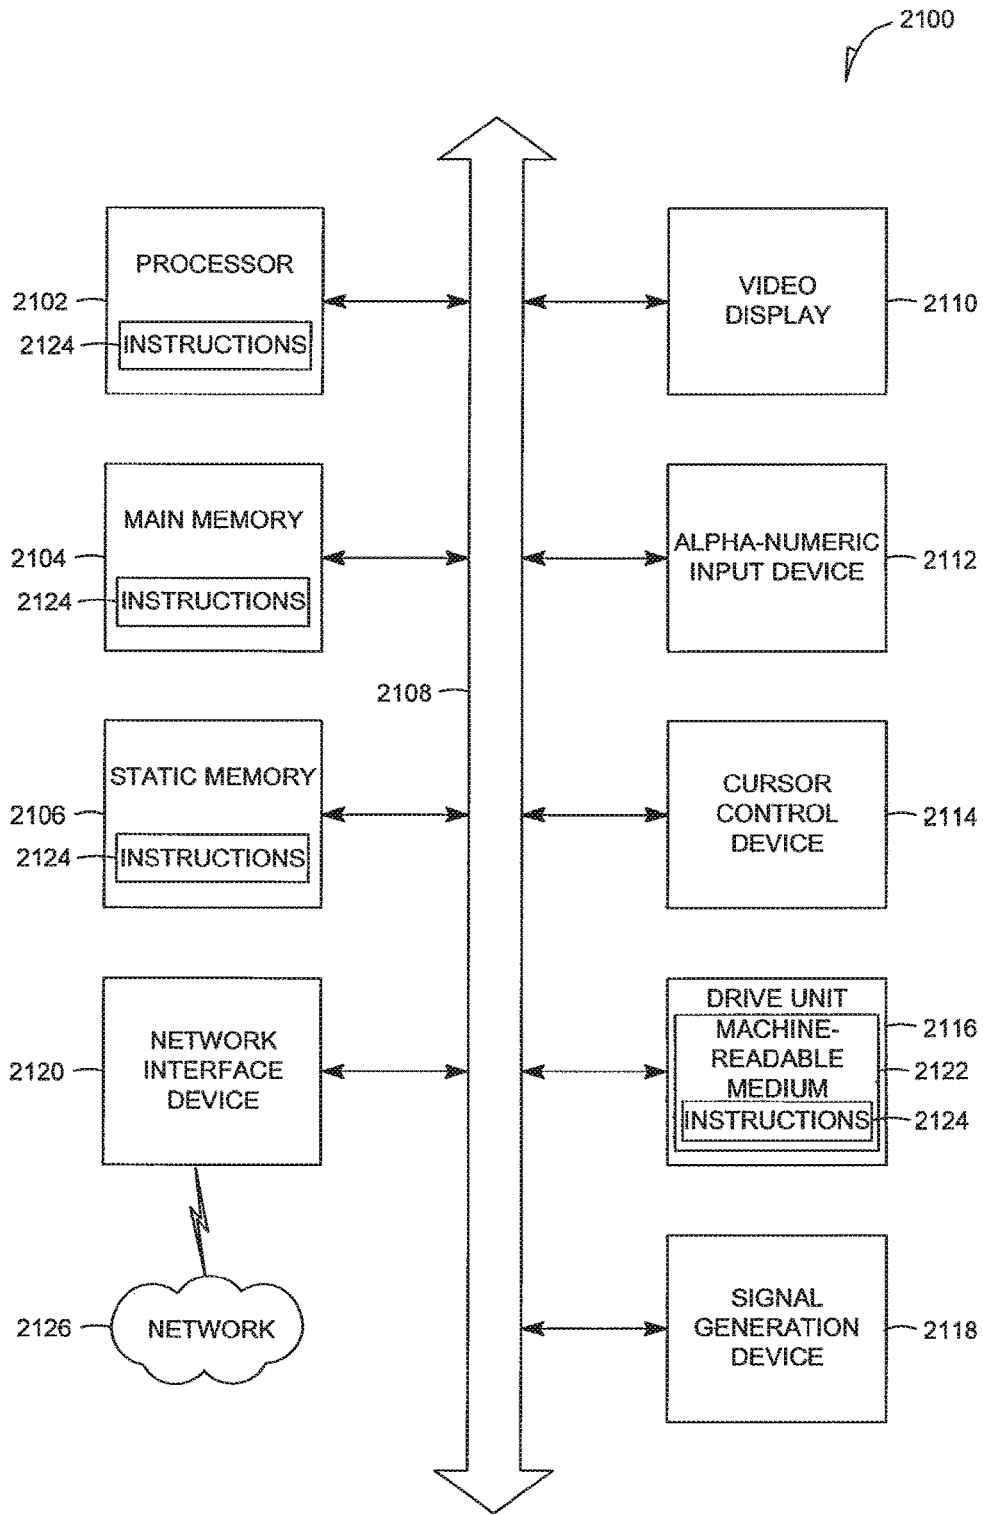 2100
PROCESSOR
2102
2124
INSTRUCTIONS
VIDEO
DISPLAY
2110
MAIN MEMORY
2104
2124
INSTRUCTIONS
ALPHA-NUMERIC
INPUT DEVICE
2112
2108
STATIC MEMORY
2106
2124
INSTRUCTIONS
CURSOR
CONTROL
DEVICE
2114
NETWORK
INTERFACE
DEVICE
2120
DRIVE UNIT
2116
MACHINE-
READABLE
MEDIUM
2122
INSTRUCTIONS
2124
2126
NETWORK
SIGNAL
GENERATION
DEVICE
2118